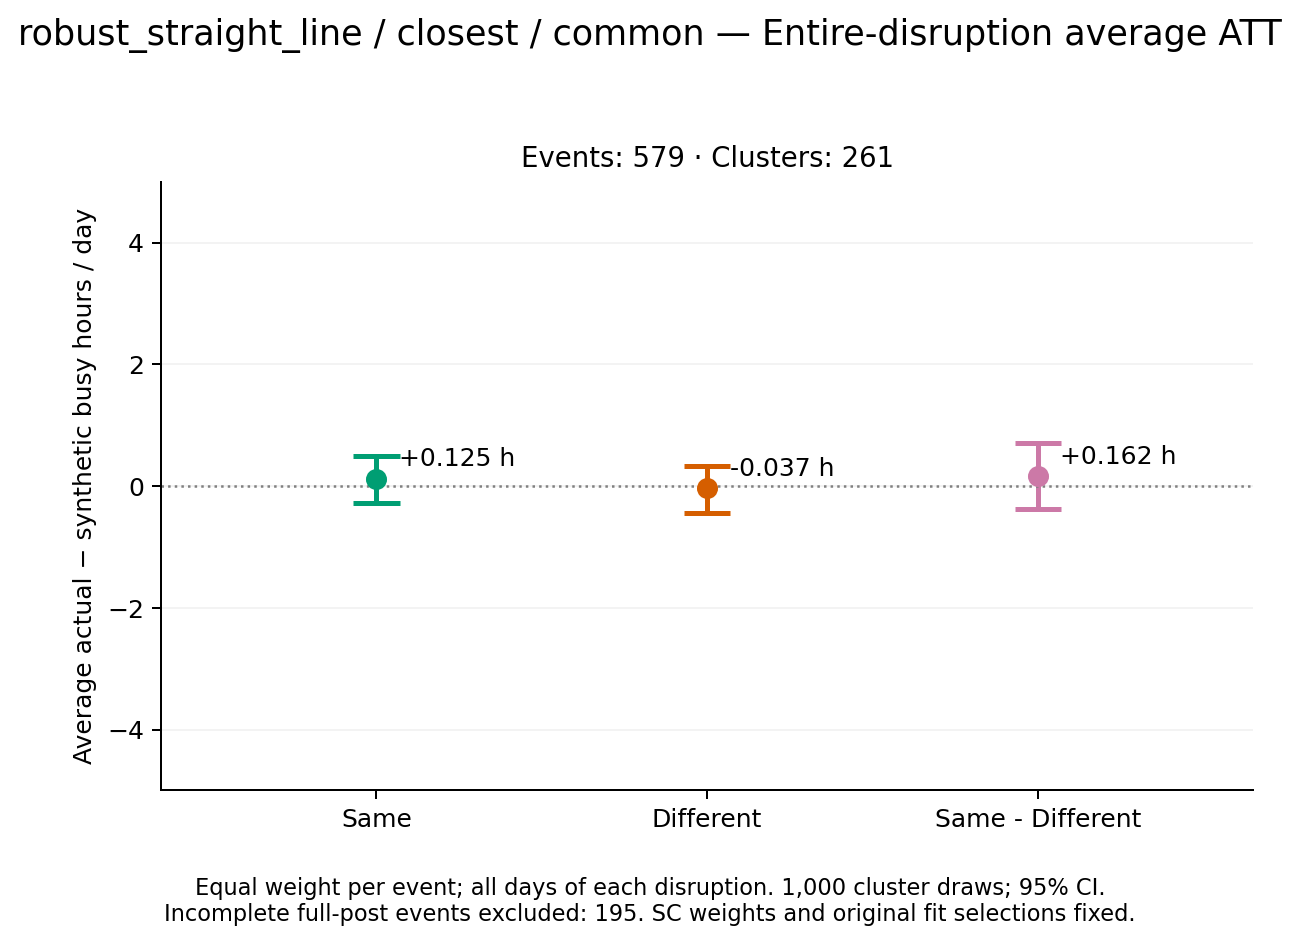 robust_straight_line / closest / common — Entire-disruption average ATT
Events: 579 · Clusters: 261
Average actual − synthetic busy hours / day
4
2
0
−2
−4
+0.125 h
-0.037 h
+0.162 h
Same
Different
Same - Different
Equal weight per event; all days of each disruption. 1,000 cluster draws; 95% CI.
Incomplete full-post events excluded: 195. SC weights and original fit selections fixed.